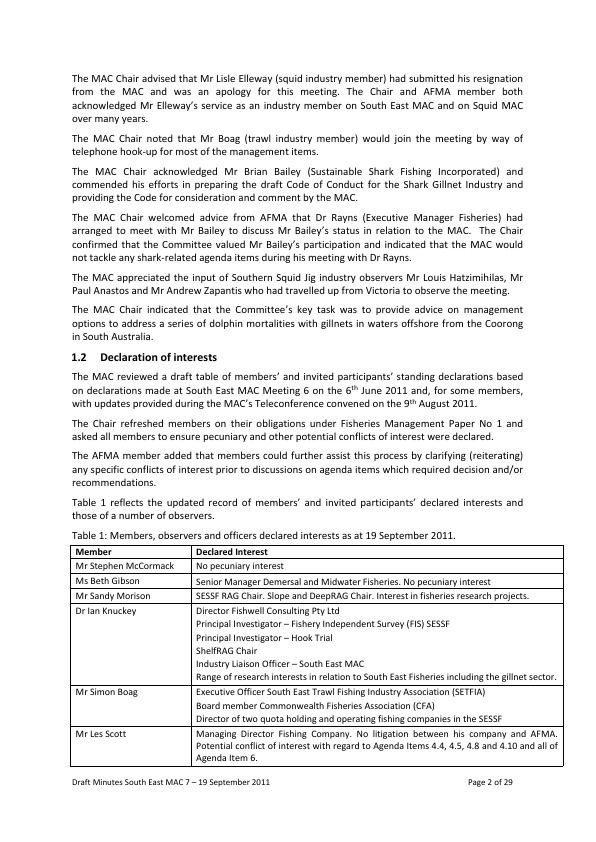 The MAC Chair advised that Mr Lisle Elleway (squid industry member) had submitted his resignation
from the MAC and was an apology for this meeting. The Chair and AFMA member both
acknowledged Mr Elleway’s service as an industry member on South East MAC and on Squid MAC
over many years.
The MAC Chair noted that Mr Boag (trawl industry member) would join the meeting by way of
telephone hook-up for most of the management items.
The MAC Chair acknowledged Mr Brian Bailey (Sustainable Shark Fishing Incorporated) and
commended his efforts in preparing the draft Code of Conduct for the Shark Gillnet Industry and
providing the Code for consideration and comment by the MAC.
The MAC Chair welcomed advice from AFMA that Dr Rayns (Executive Manager Fisheries) had
arranged to meet with Mr Bailey to discuss Mr Bailey’s status in relation to the MAC. The Chair
confirmed that the Committee valued Mr Bailey’s participation and indicated that the MAC would
not tackle any shark-related agenda items during his meeting with Dr Rayns.
The MAC appreciated the input of Southern Squid Jig industry observers Mr Louis Hatzimihilas, Mr
Paul Anastos and Mr Andrew Zapantis who had travelled up from Victoria to observe the meeting.
The MAC Chair indicated that the Committee’s key task was to provide advice on management
options to address a series of dolphin mortalities with gillnets in waters offshore from the Coorong
in South Australia.
1.2 Declaration of interests
The MAC reviewed a draft table of members’ and invited participants’ standing declarations based
on declarations made at South East MAC Meeting 6 on the 6th June 2011 and, for some members,
with updates provided during the MAC’s Teleconference convened on the 9th August 2011.
The Chair refreshed members on their obligations under Fisheries Management Paper No 1 and
asked all members to ensure pecuniary and other potential conflicts of interest were declared.
The AFMA member added that members could further assist this process by clarifying (reiterating)
any specific conflicts of interest prior to discussions on agenda items which required decision and/or
recommendations.
Table 1 reflects the updated record of members’ and invited participants’ declared interests and
those of a number of observers.
Table 1: Members, observers and officers declared interests as at 19 September 2011.
Member Declared Interest
Mr Stephen McCormack No pecuniary interest
Ms Beth Gibson Senior Manager Demersal and Midwater Fisheries. No pecuniary interest
Mr Sandy Morison SESSF RAG Chair. Slope and DeepRAG Chair. Interest in fisheries research projects.
Dr Ian Knuckey Director Fishwell Consulting Pty Ltd
Principal Investigator – Fishery Independent Survey (FIS) SESSF
Principal Investigator – Hook Trial
ShelfRAG Chair
Industry Liaison Officer – South East MAC
Range of research interests in relation to South East Fisheries including the gillnet sector.
Mr Simon Boag Executive Officer South East Trawl Fishing Industry Association (SETFIA)
Board member Commonwealth Fisheries Association (CFA)
Director of two quota holding and operating fishing companies in the SESSF
Mr Les Scott Managing Director Fishing Company. No litigation between his company and AFMA.
Potential conflict of interest with regard to Agenda Items 4.4, 4.5, 4.8 and 4.10 and all of
Agenda Item 6.
Draft Minutes South East MAC 7 – 19 September 2011 Page 2 of 29